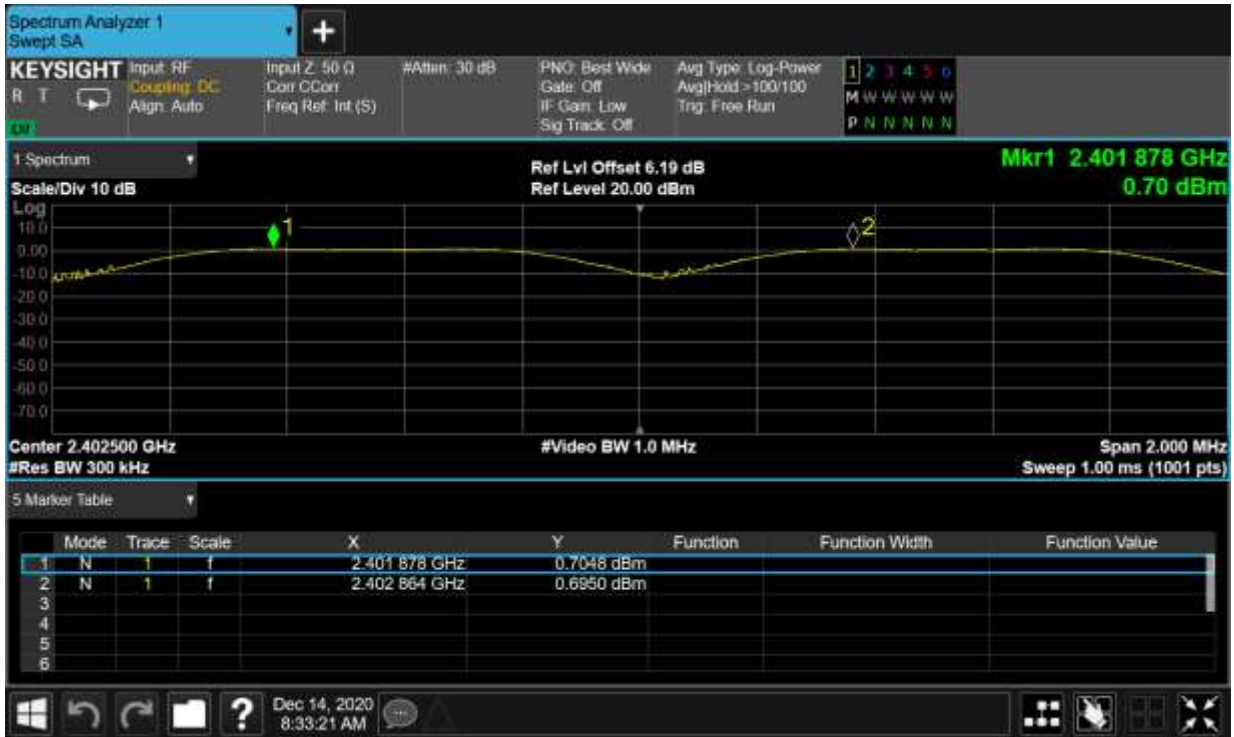 Spectrum Analyzer 1
Swept SA
+
KEYSIGHT Input: RF Input Z: 50 Ω #Atten: 30 dB PNO: Best Wide Avg Type: Log-Power 1 2 3 4 5 6
R T Coupling: DC Corr CCorr Gate: Off Avg|Hold:>100/100 M W W W W W
Align: Auto Freq Ref: Int (S) IF Gain: Low Trig: Free Run
Sig Track: Off P N N N N N
1 Spectrum
Ref Lvl Offset 6.19 dB Mkr1 2.401 878 GHz
Scale/Div 10 dB Ref Level 20.00 dBm 0.70 dBm
Log
10.0
0.00
-10.0
-20.0
-30.0
-40.0
-50.0
-60.0
-70.0
1
2
Center 2.402500 GHz #Video BW 1.0 MHz Span 2.000 MHz
#Res BW 300 kHz Sweep 1.00 ms (1001 pts)
5 Marker Table
Mode Trace Scale X Y Function Function Width Function Value
1 N 1 f 2.401 878 GHz 0.7048 dBm
2 N 1 f 2.402 864 GHz 0.6950 dBm
3
4
5
6
?
Dec 14, 2020
8:33:21 AM